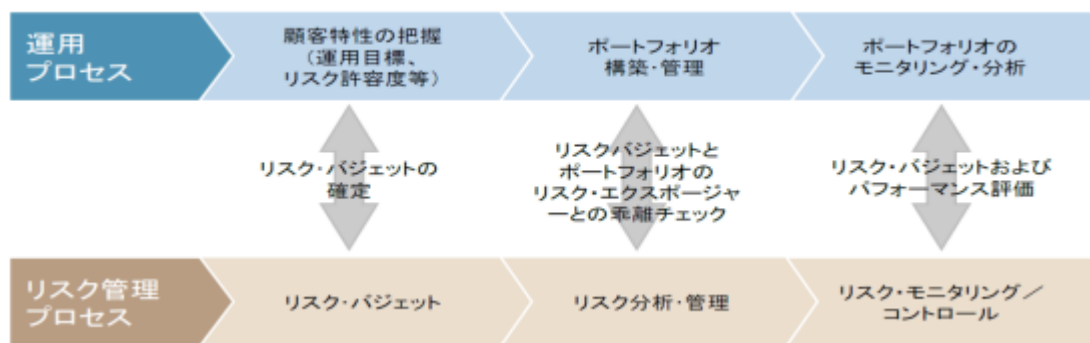 運用
プロセス
顧客特性の把握
（運用目標、
リスク許容度等）
ポートフォリオ
構築・管理
ポートフォリオの
モニタリング・分析
リスク・バジェットの
確定
リスクバジェットと
ポートフォリオの
リスク・エクスポージャ
ーとの乖離チェック
リスク・バジェットおよび
パフォーマンス評価
リスク管理
プロセス
リスク・バジェット
リスク分析・管理
リスク・モニタリング／
コントロール